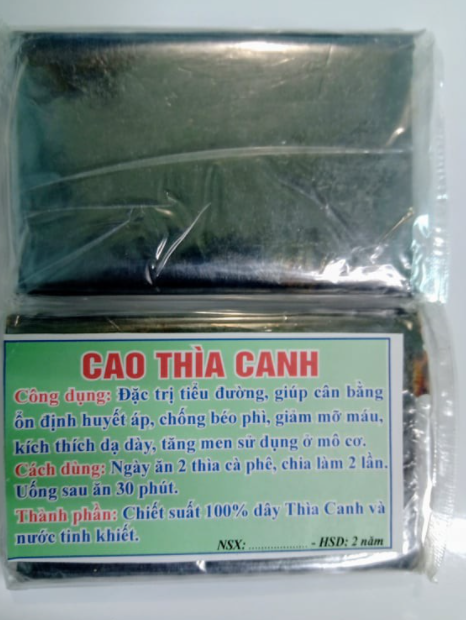 CAO THÌA CANH
Công dụng: Đặc trị tiểu đường, giúp cân bằng
ổn định huyết áp, chống béo phì, giảm mỡ máu,
kích thích dạ dày, tăng men sử dụng ở mô cơ.
Cách dùng: Ngày ăn 2 thìa cà phê, chia làm 2 lần.
Uống sau ăn 30 phút.
Thành phần: Chiết suất 100% dây Thìa Canh và
nước tinh khiết.
NSX: ................... - HSD: 2 năm